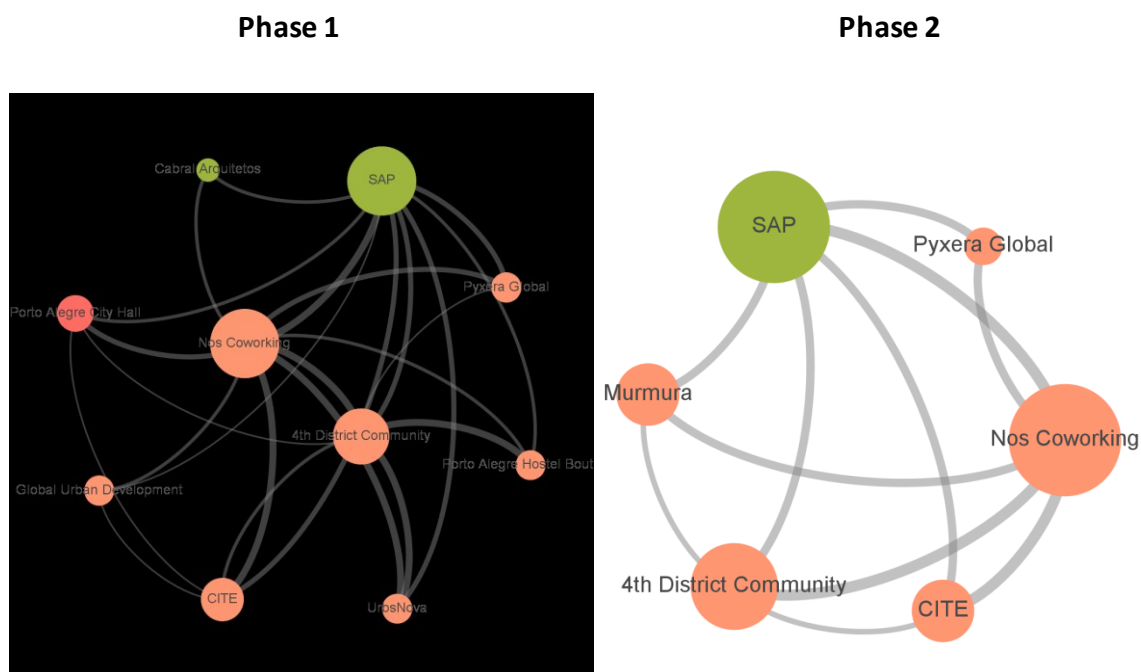 Phase 1
Phase 2
Cabral Arquitetos
SAP
Pyxera Global
Porto Alegre City Hall
Nos Coworking
4th District Community
Porto Alegre Hostel Bout
Global Urban Development
CITE
UrosNova
SAP
Pyxera Global
Murmura
Nos Coworking
4th District Community
CITE